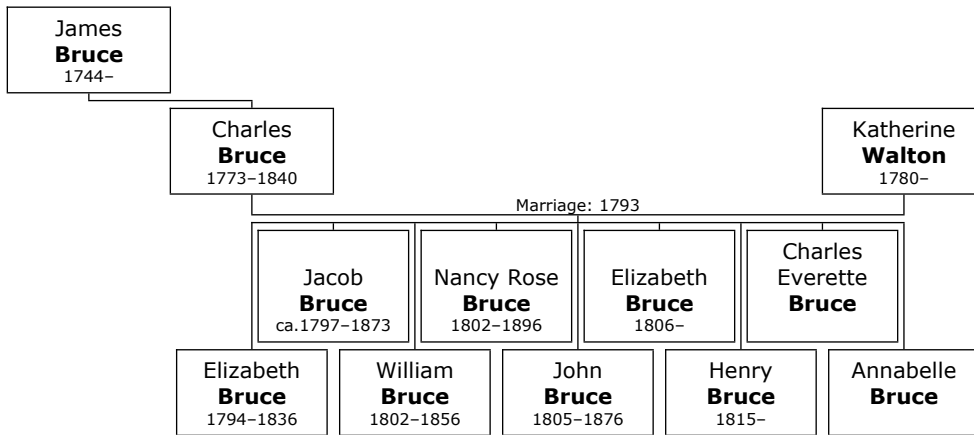 James
Bruce
1744–
Charles
Bruce
1773–1840
Katherine
Walton
1780–
Marriage: 1793
Jacob
Bruce
ca.1797–1873
Nancy Rose
Bruce
1802–1896
Elizabeth
Bruce
1806–
Charles
Everette
Bruce
Elizabeth
Bruce
1794–1836
William
Bruce
1802–1856
John
Bruce
1805–1876
Henry
Bruce
1815–
Annabelle
Bruce